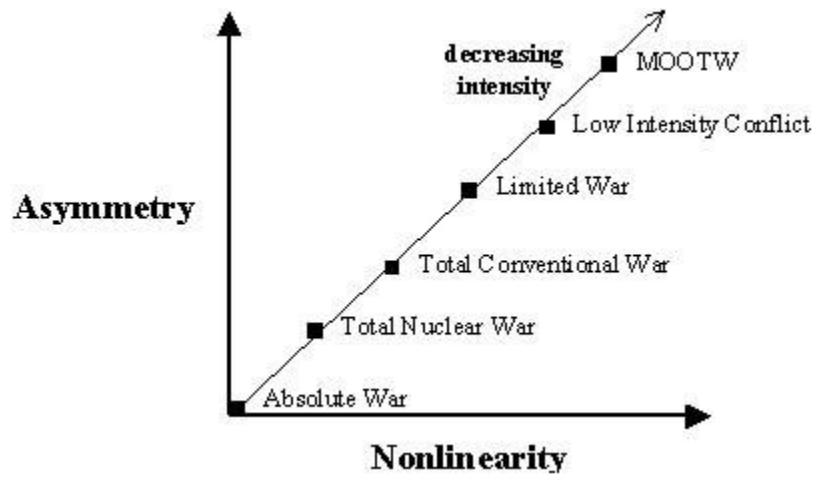 decreasing
intensity
MOOTW
Low Intensity Conflict
Limited War
Asymmetry
Total Conventional War
Total Nuclear War
Absolute War
Nonlinearity